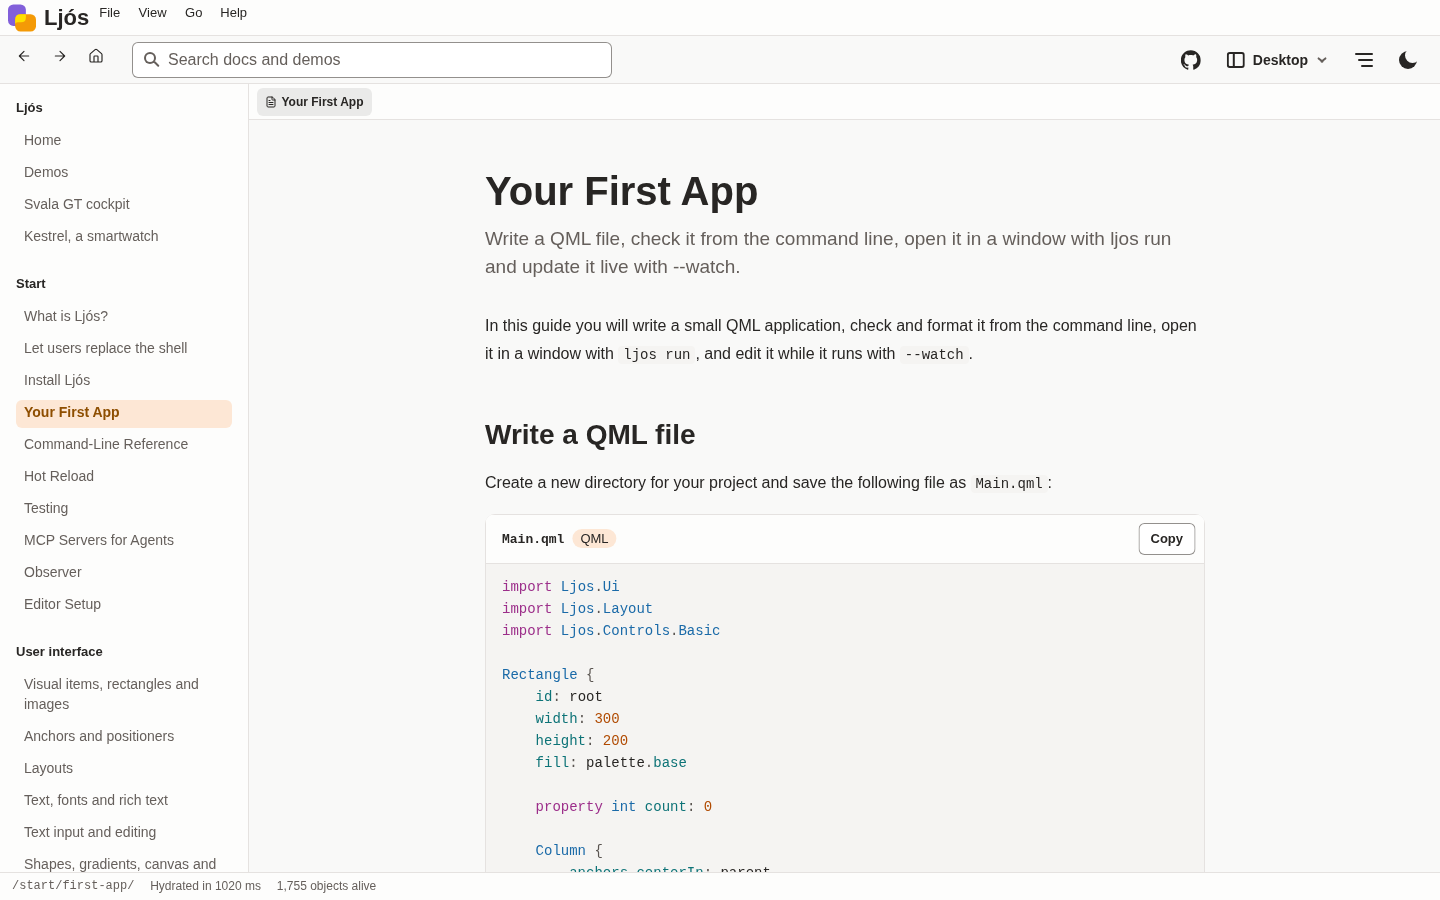 Ljós
File
View
Go
Help
Search docs and demos
Desktop
Ljós
Home
Demos
Svala GT cockpit
Kestrel, a smartwatch
Start
What is Ljós?
Let users replace the shell
Install Ljós
Your First App
Command-Line Reference
Hot Reload
Testing
MCP Servers for Agents
Observer
Editor Setup
User interface
Visual items, rectangles and
images
Anchors and positioners
Layouts
Text, fonts and rich text
Text input and editing
Shapes, gradients, canvas and
Your First App
Your First App
Write a QML file, check it from the command line, open it in a window with ljos run
and update it live with --watch.
In this guide you will write a small QML application, check and format it from the command line, open
it in a window with ljos run, and edit it while it runs with --watch.
Write a QML file
Create a new directory for your project and save the following file as Main.qml:
Main.qml QML
Copy
import Ljos.Ui
import Ljos.Layout
import Ljos.Controls.Basic
Rectangle {
    id: root
    width: 300
    height: 200
    fill: palette.base
    property int count: 0
    Column {
        anchors.centerIn: parent
/start/first-app/
Hydrated in 1020 ms
1,755 objects alive